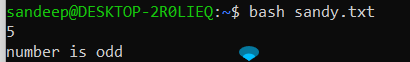 sandeep@DESKTOP-2R0LIEQ:~$ bash sandy.txt
5
number is odd